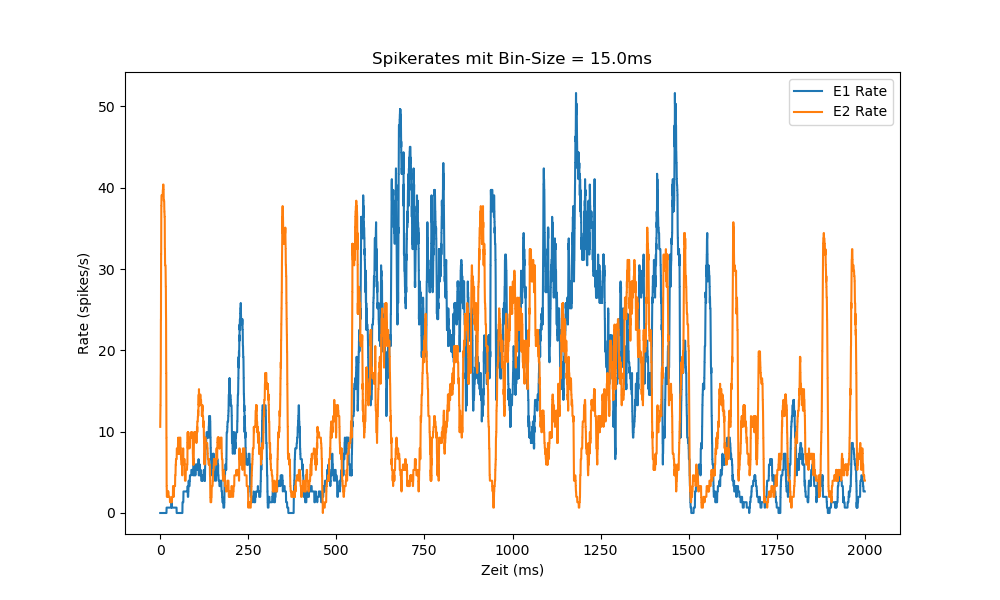 Spikerates mit Bin-Size = 15.0ms
E1 Rate
E2 Rate
Rate (spikes/s)
50
40
30
20
10
0
0 250 500 750 1000 1250 1500 1750 2000
Zeit (ms)